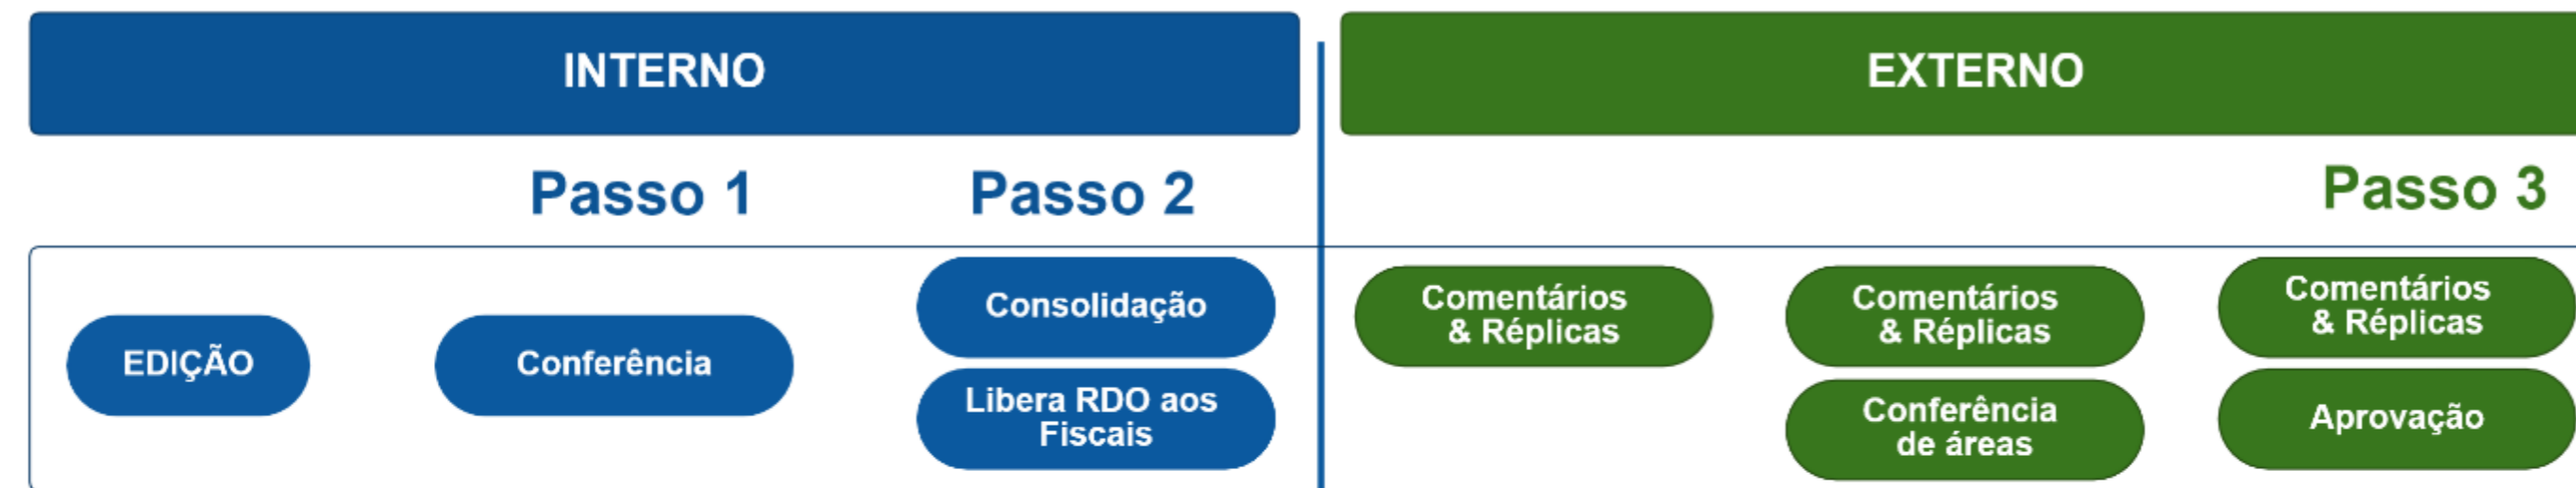 INTERNO
EXTERNO
Passo 1
Passo 2
Passo 3
EDIÇÃO
Conferência
Consolidação
Libera RDO aos
Fiscais
Comentários
& Réplicas
Comentários
& Réplicas
Conferência
de áreas
Comentários
& Réplicas
Aprovação